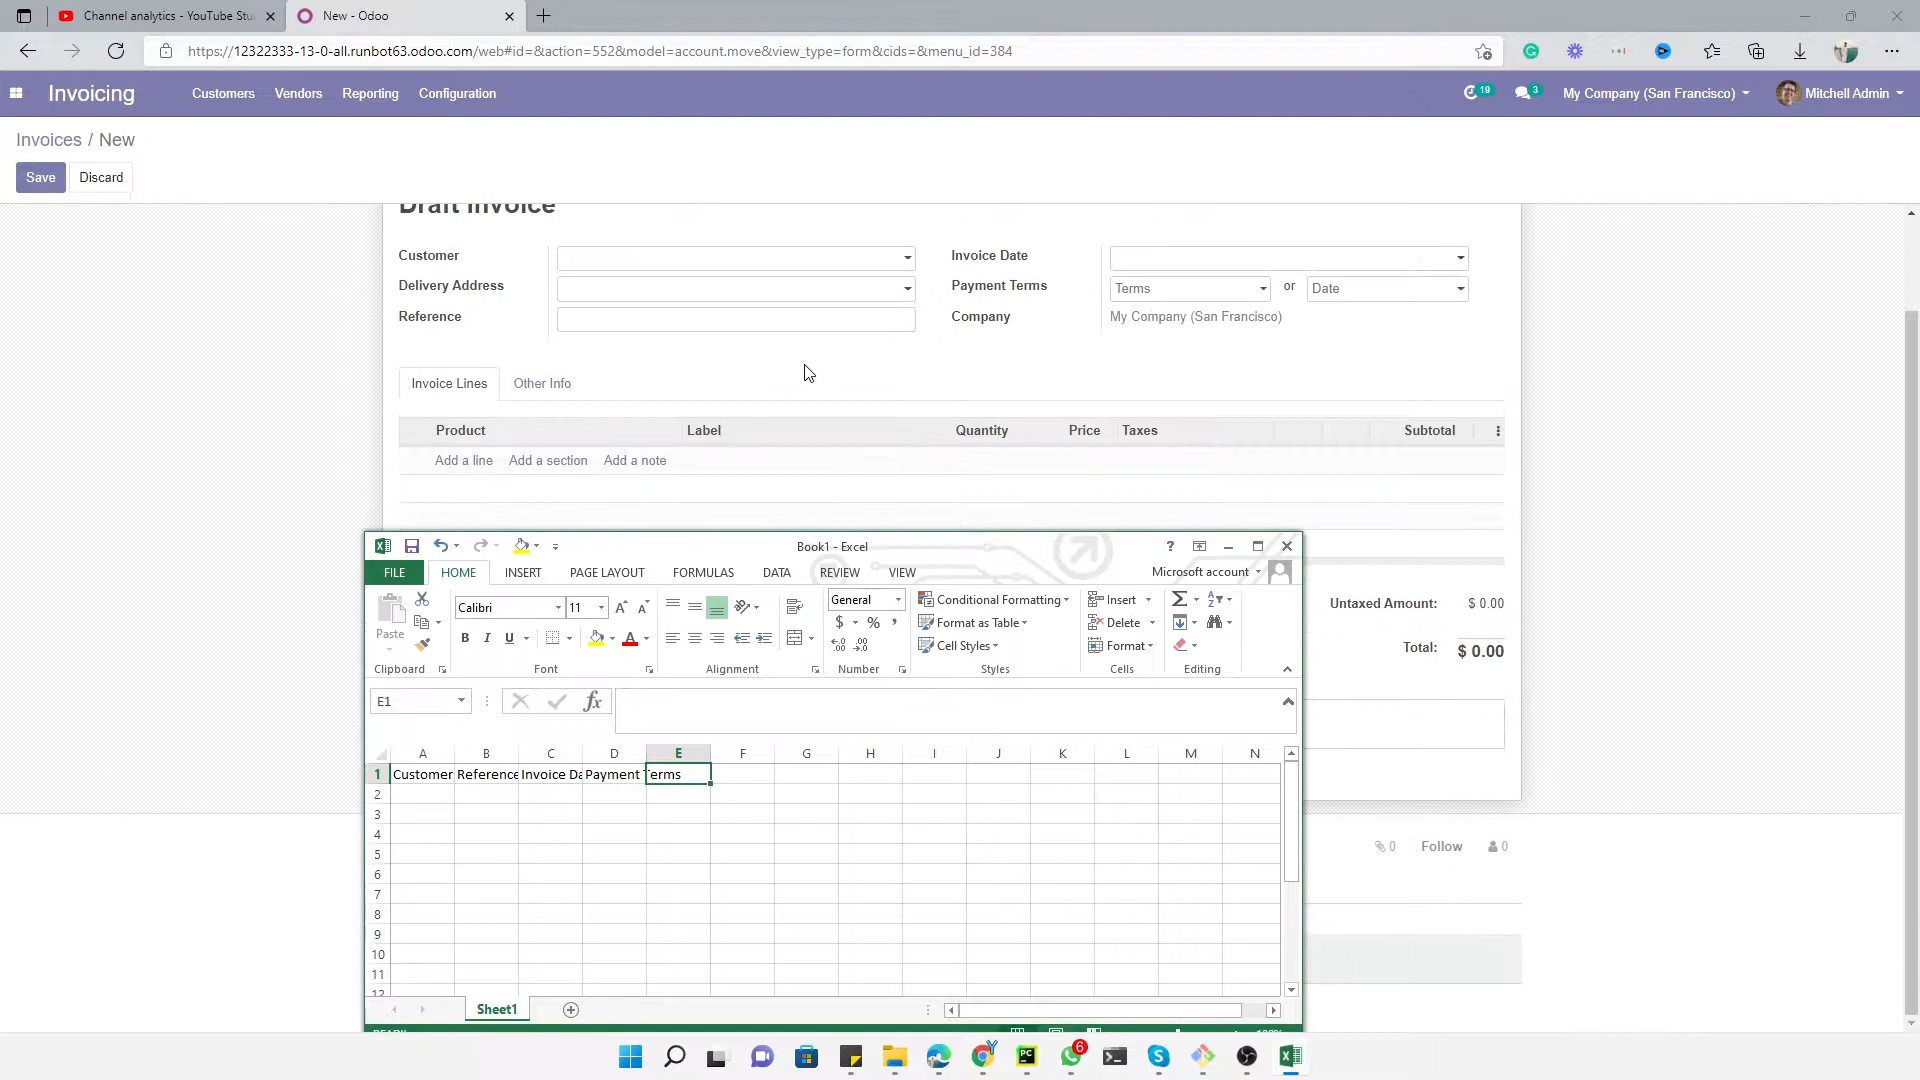 Channel analytics - YouTube Stu
New - Odoo
https://12322333-13-0-all.runbot63.odoo.com/web#id=&action=552&model=account.move&view_type=form&cids=&menu_id=384
Invoicing
Customers
Vendors
Reporting
Configuration
19
3
My Company (San Francisco)
Mitchell Admin
Invoices / New
Save
Discard
Draft Invoice
Customer
Invoice Date
Delivery Address
Payment Terms
Terms
or
Date
Reference
Company
My Company (San Francisco)
Invoice Lines
Other Info
Product
Label
Quantity
Price
Taxes
Subtotal
Add a line
Add a section
Add a note
Book1 - Excel
FILE
HOME
INSERT
PAGE LAYOUT
FORMULAS
DATA
REVIEW
VIEW
Microsoft account
Paste
Calibri
11
B I U
General
$ % ,
Conditional Formatting
Format as Table
Cell Styles
Insert
Delete
Format
Clipboard
Font
Alignment
Number
Styles
Cells
Editing
Untaxed Amount: $ 0.00
Total: $ 0.00
E1
fx
A B C D E F G H I J K L M N
1 Customer Reference Invoice Da Payment Terms
2
3
4
5
6
7
8
9
10
11
12
0
Follow
0
Sheet1
READY
100%
6